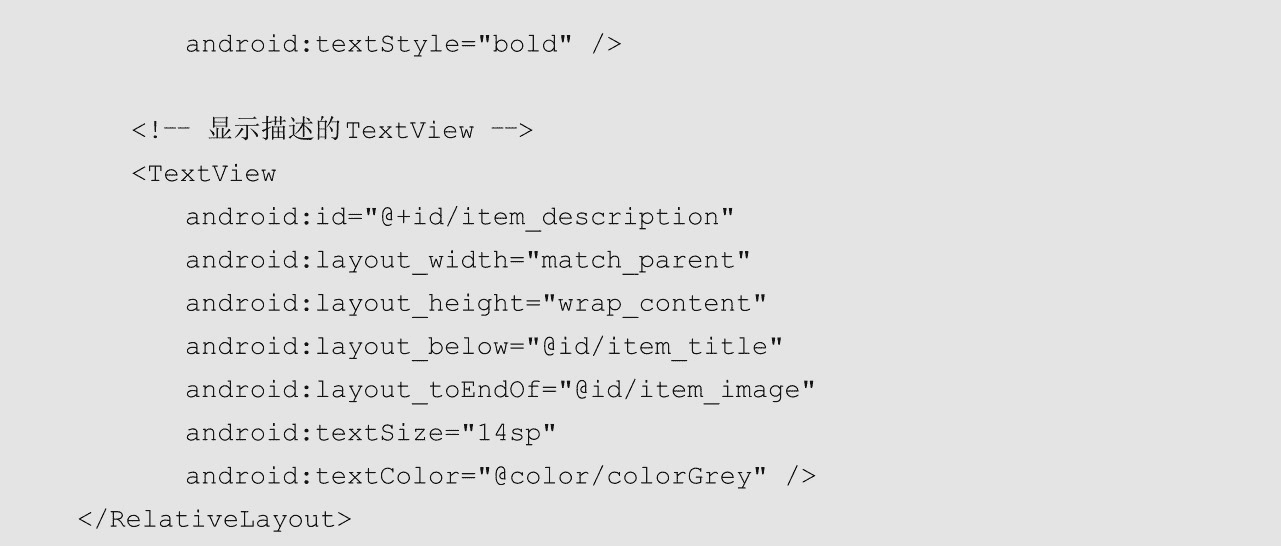 android:textStyle="bold" />
<!-- 显示描述的TextView -->
<TextView
android:id="@+id/item_description"
android:layout_width="match_parent"
android:layout_height="wrap_content"
android:layout_below="@id/item_title"
android:layout_toEndOf="@id/item_image"
android:textSize="14sp"
android:textColor="@color/colorGrey" />
</RelativeLayout>